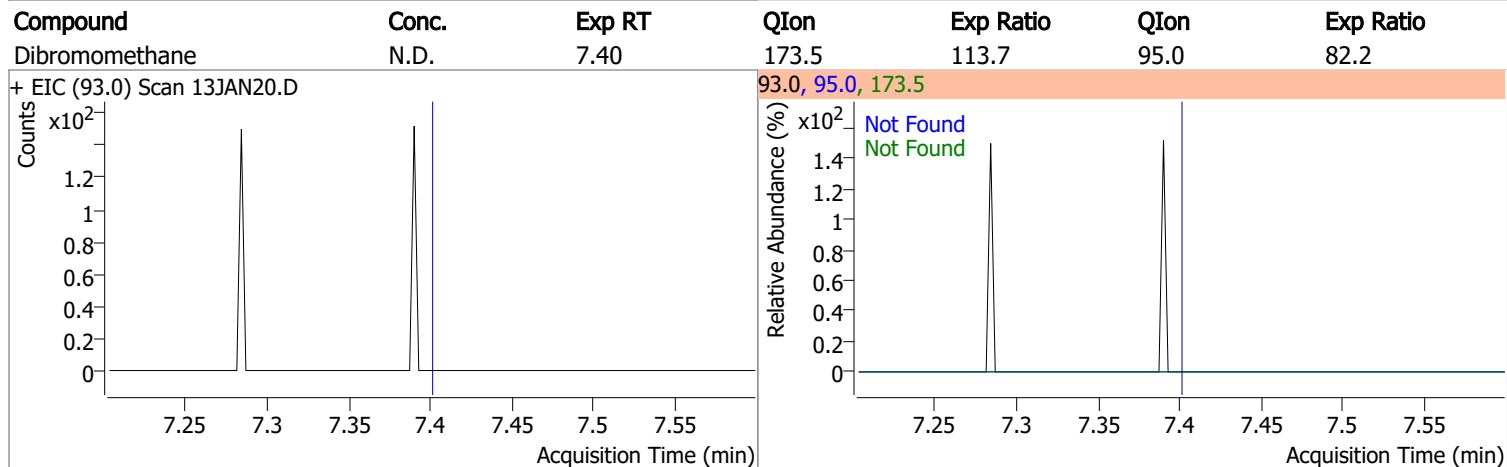 Compound Conc. Exp RT QIon Exp Ratio QIon Exp Ratio
Dibromomethane N.D. 7.40 173.5 113.7 95.0 82.2
+ EIC (93.0) Scan 13JAN20.D
Counts
x10²
1.2
1
0.8
0.6
0.4
0.2
0
7.25 7.3 7.35 7.4 7.45 7.5 7.55
Acquisition Time (min)
93.0, 95.0, 173.5
Relative Abundance (%)
x10²
Not Found
Not Found
1.4
1.2
1
0.8
0.6
0.4
0.2
0
7.25 7.3 7.35 7.4 7.45 7.5 7.55
Acquisition Time (min)